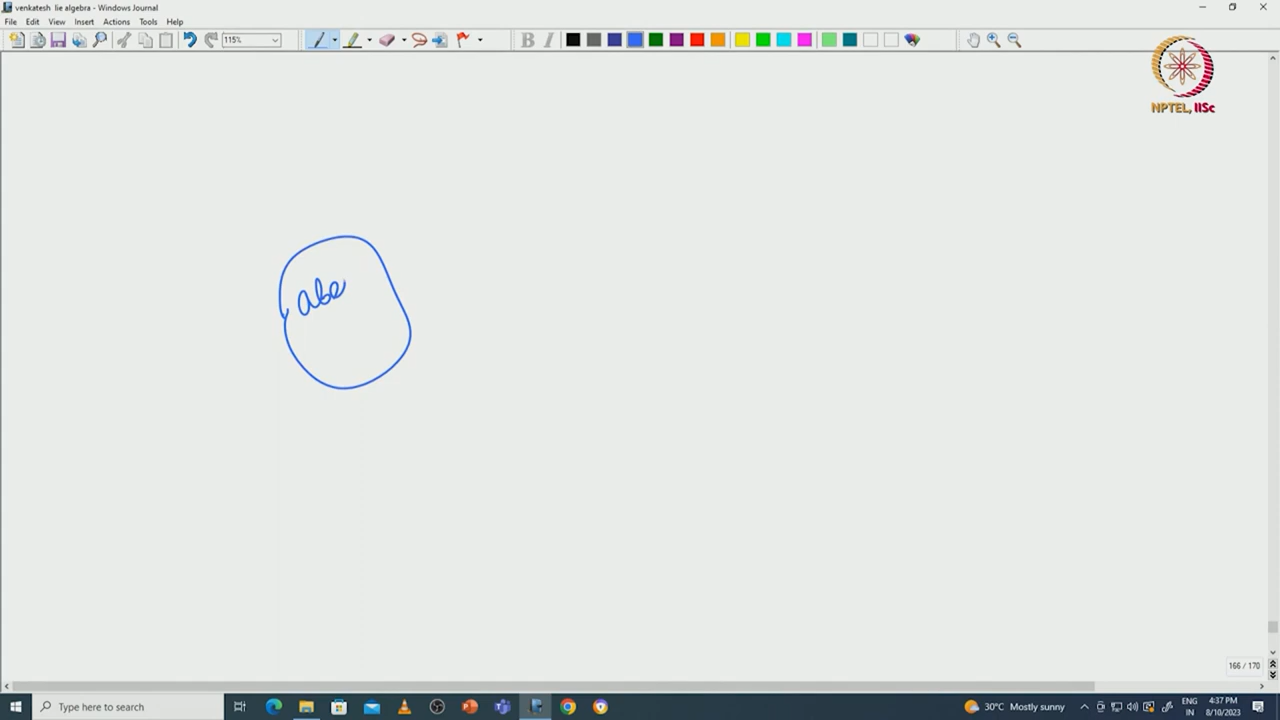 venkatesh lie algebra - Windows Journal
File Edit View Insert Actions Tools Help
115%
B I
NPTEL, IISc
abe
166 / 170
Type here to search
30°C Mostly sunny
ENG
IN
4:37 PM
8/10/2023